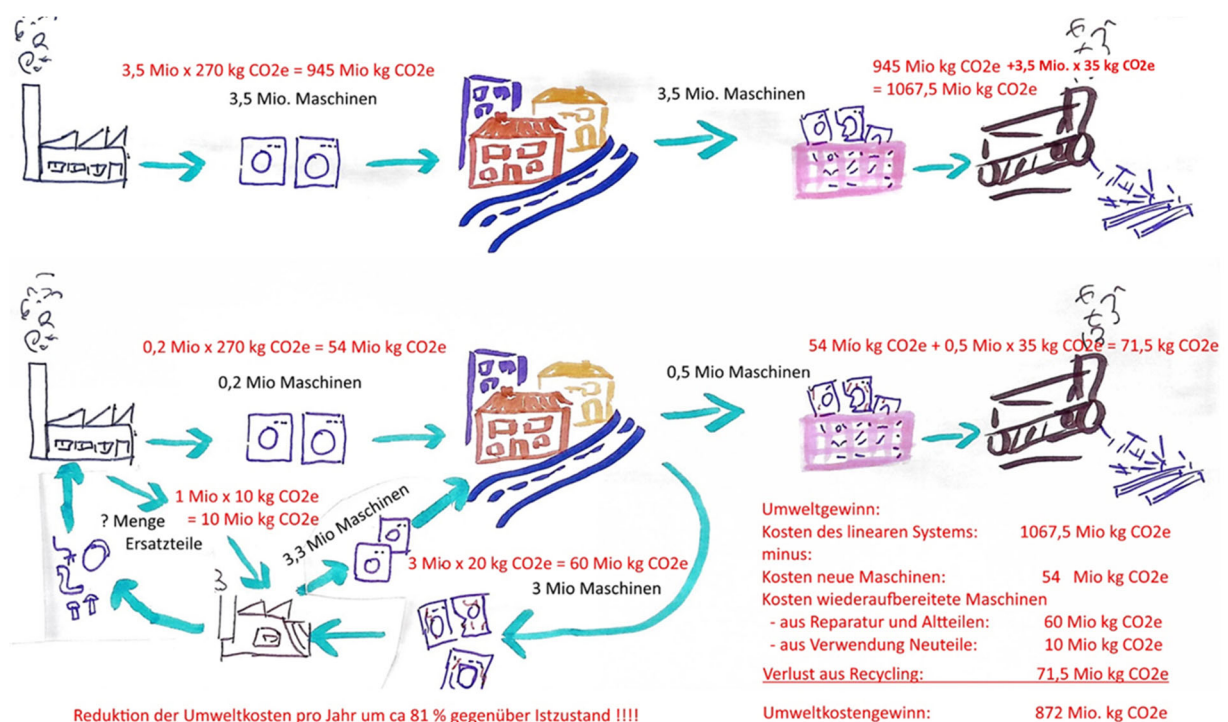 3,5 Mio x 270 kg CO2e = 945 Mio kg CO2e
3,5 Mio. Maschinen
3,5 Mio. Maschinen
945 Mio kg CO2e +3,5 Mio. x 35 kg CO2e
= 1067,5 Mio kg CO2e
0,2 Mio x 270 kg CO2e = 54 Mio kg CO2e
0,2 Mio Maschinen
0,5 Mio Maschinen
54 Mío kg CO2e + 0,5 Mio x 35 kg CO2e = 71,5 kg CO2e
1 Mio x 10 kg CO2e
= 10 Mio kg CO2e
? Menge
Ersatzteile
3,3 Mio Maschinen
3 Mio x 20 kg CO2e = 60 Mio kg CO2e
3 Mio Maschinen
Umweltgewinn:
Kosten des linearen Systems: 1067,5 Mio kg CO2e
minus:
Kosten neue Maschinen: 54 Mio kg CO2e
Kosten wiederaufbereitete Maschinen
- aus Reparatur und Altteilen: 60 Mio kg CO2e
- aus Verwendung Neuteile: 10 Mio kg CO2e
Verlust aus Recycling: 71,5 Mio kg CO2e
Umweltkostengewinn: 872 Mio. kg CO2e
Reduktion der Umweltkosten pro Jahr um ca 81 % gegenüber Istzustand !!!!